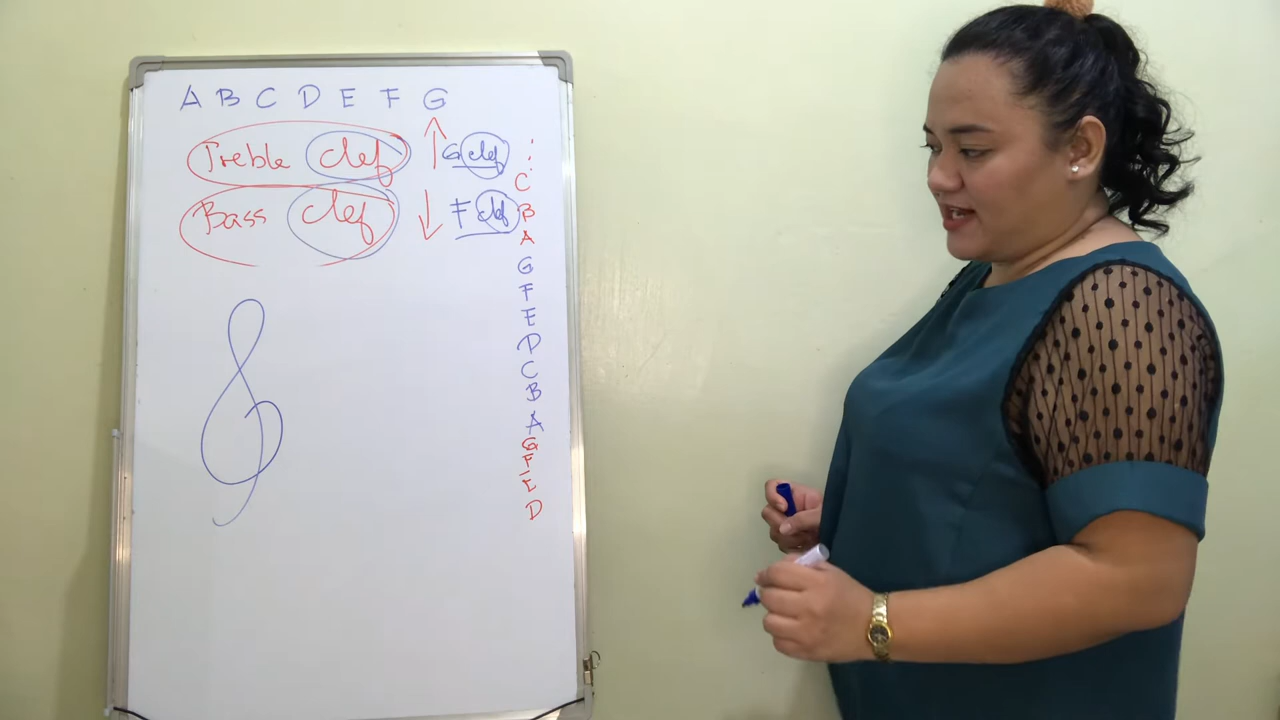 A B C D E F G
Treble clef ↑ G clef
Bass clef ↓ F clef
:
C
B
A
G
F
E
D
C
B
A
G
F
E
D